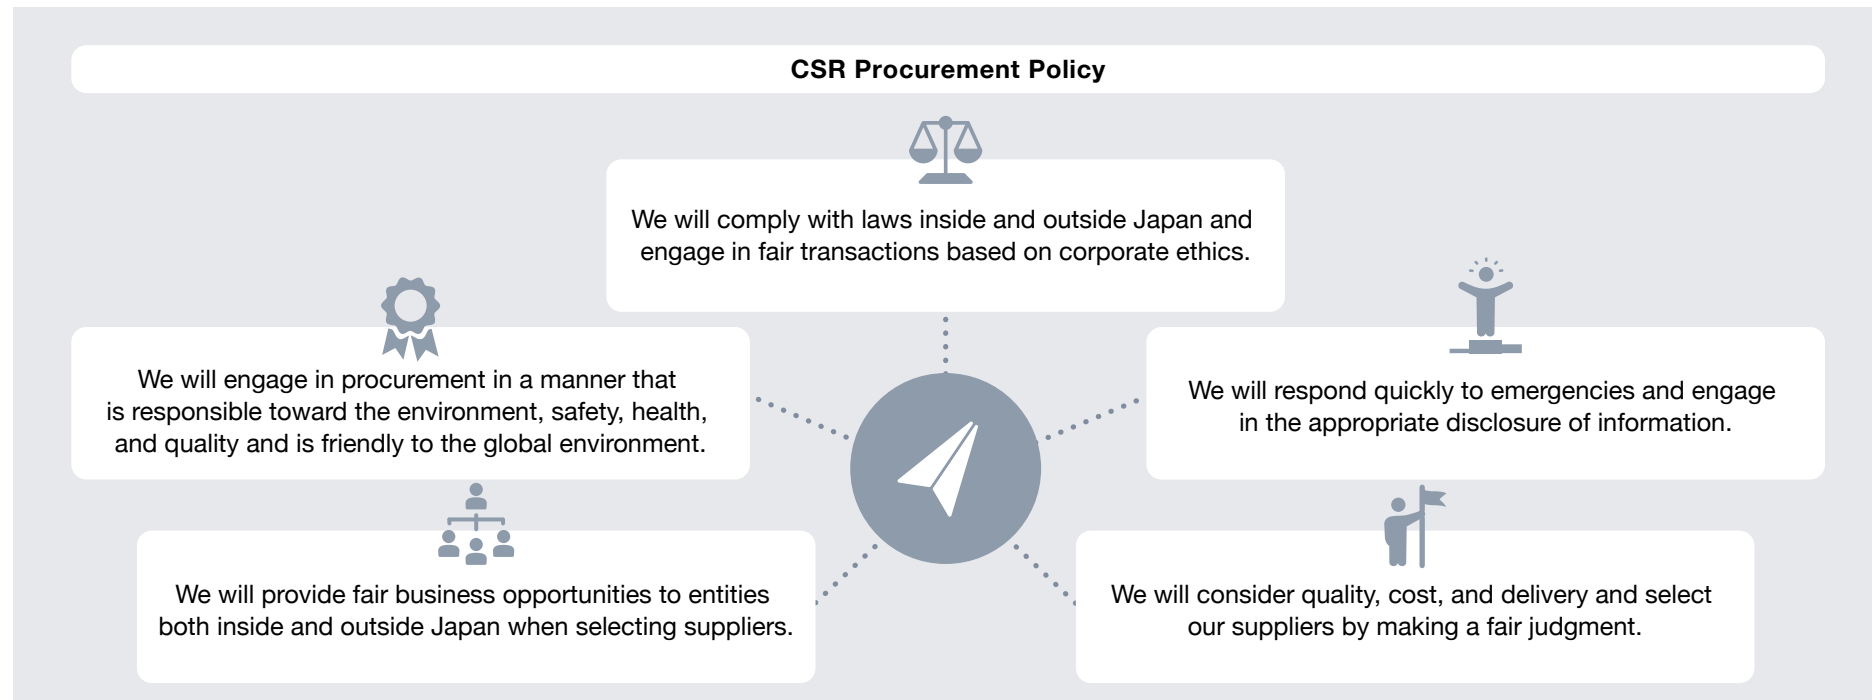 CSR Procurement Policy
We will comply with laws inside and outside Japan and
engage in fair transactions based on corporate ethics.
We will engage in procurement in a manner that
is responsible toward the environment, safety, health,
and quality and is friendly to the global environment.
We will respond quickly to emergencies and engage
in the appropriate disclosure of information.
We will provide fair business opportunities to entities
both inside and outside Japan when selecting suppliers.
We will consider quality, cost, and delivery and select
our suppliers by making a fair judgment.